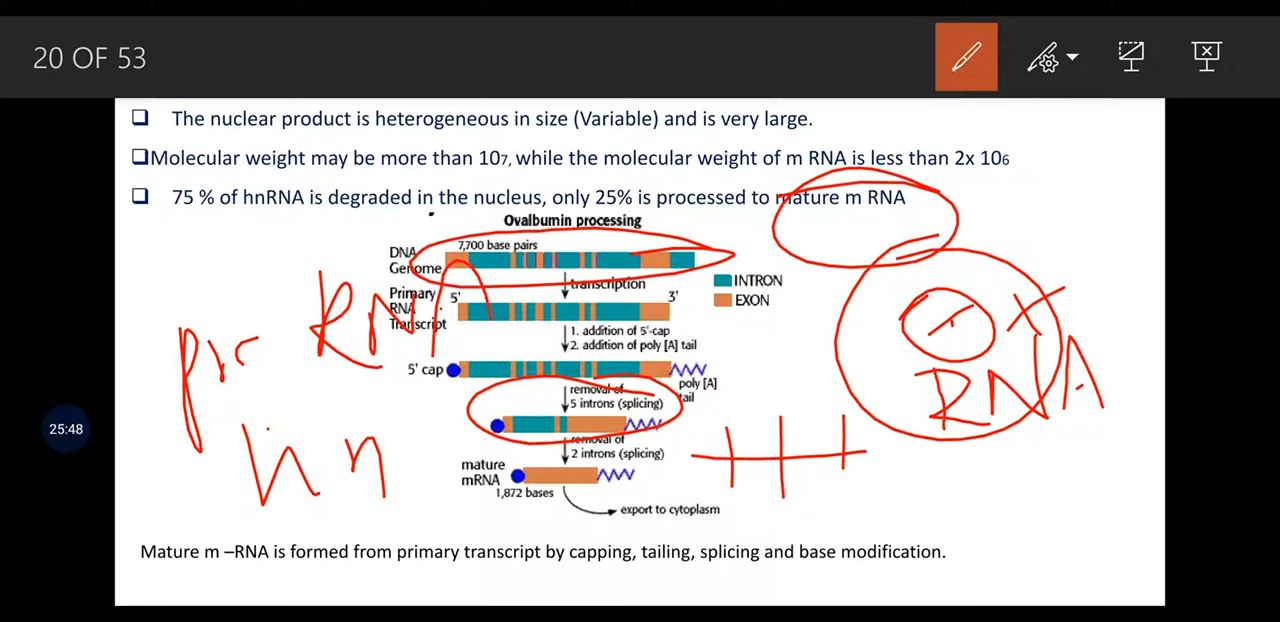 20 OF 53
❑ The nuclear product is heterogeneous in size (Variable) and is very large.
❑Molecular weight may be more than 10₇, while the molecular weight of m RNA is less than 2x 10₆
❑ 75 % of hnRNA is degraded in the nucleus, only 25% is processed to mature m RNA
Ovalbumin processing
7,700 base pairs
DNA
Genome
transcription
INTRON
EXON
Primary
RNA
Transcript
5'
3'
1. addition of 5'-cap
2. addition of poly [A] tail
5' cap
poly [A]
tail
removal of
5 introns (splicing)
removal of
2 introns (splicing)
mature
mRNA
1,872 bases
export to cytoplasm
RNA
hn
RNA
25:48
Mature m –RNA is formed from primary transcript by capping, tailing, splicing and base modification.